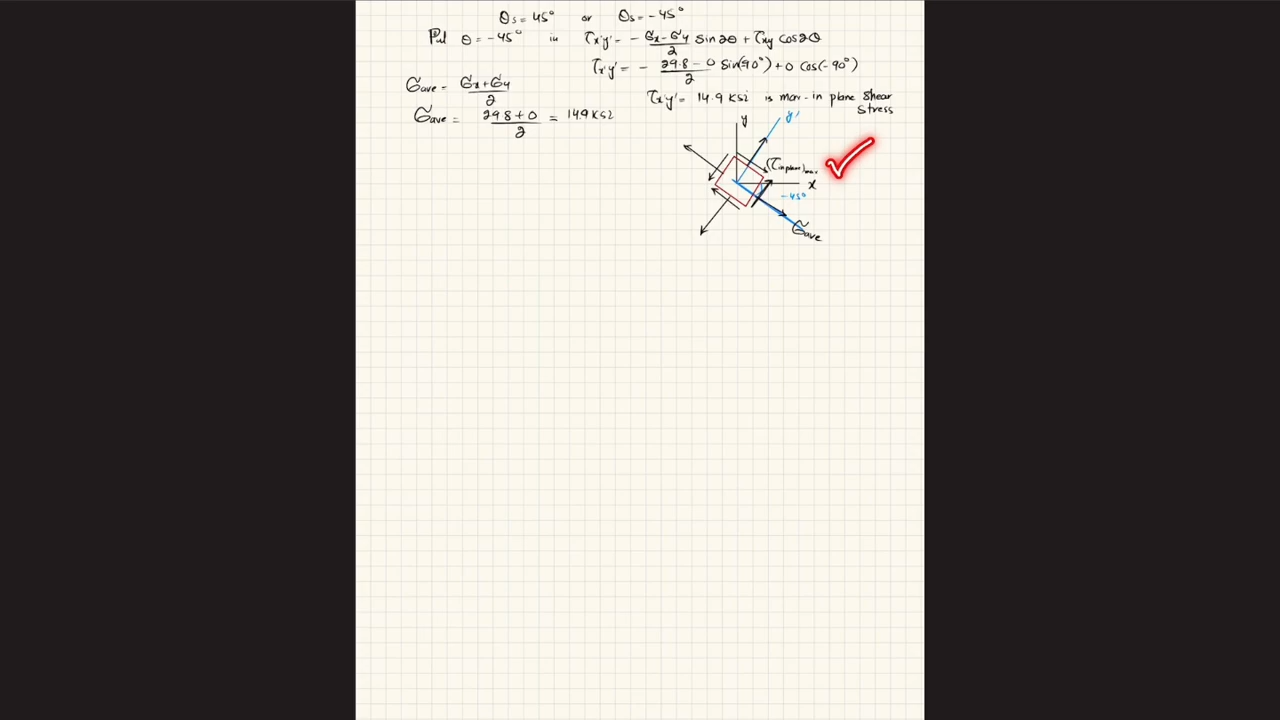 θs = 45° or θs = -45°
Put θ = -45° in τx'y' = - σx - σy / 2 sin 2θ + τxy cos 2θ
τx'y' = - 29.8 - 0 / 2 sin(-90°) + 0 cos(-90°)
σave = σx + σy / 2
τx'y' = 14.9 ksi is max-in plane shear stress
σave = 29.8 + 0 / 2 = 14.9 ksi
y
y'
(τin plane)max
x
-45°
σave